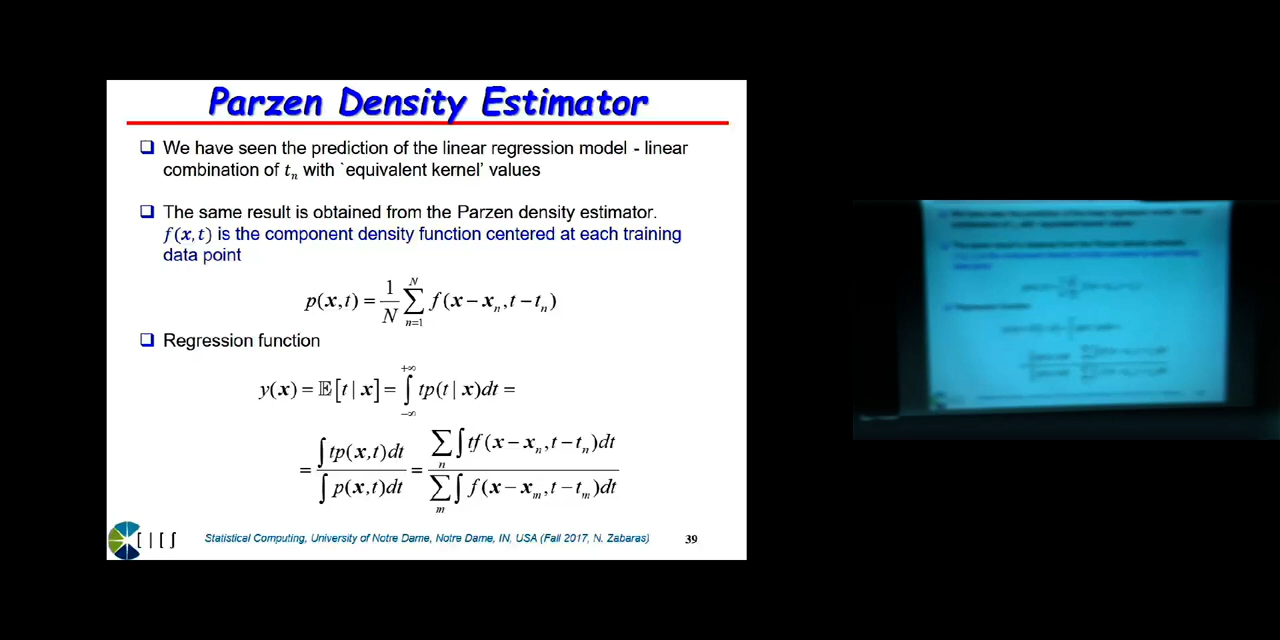 Parzen Density Estimator
❑ We have seen the prediction of the linear regression model - linear
combination of tₙ with `equivalent kernel' values
❑ The same result is obtained from the Parzen density estimator.
f(x,t) is the component density function centered at each training
data point
p(x,t) = 1/N ∑_{n=1}^{N} f(x − xₙ, t − tₙ)
❑ Regression function
y(x) = 𝔼[t | x] = ∫_{−∞}^{+∞} tp(t | x)dt =
= ∫ tp(x,t)dt / ∫ p(x,t)dt = ∑_n ∫ tf(x − xₙ, t − tₙ)dt / ∑_m ∫ f(x − xₘ, t − tₘ)dt
Statistical Computing, University of Notre Dame, Notre Dame, IN, USA (Fall 2017, N. Zabaras)
39